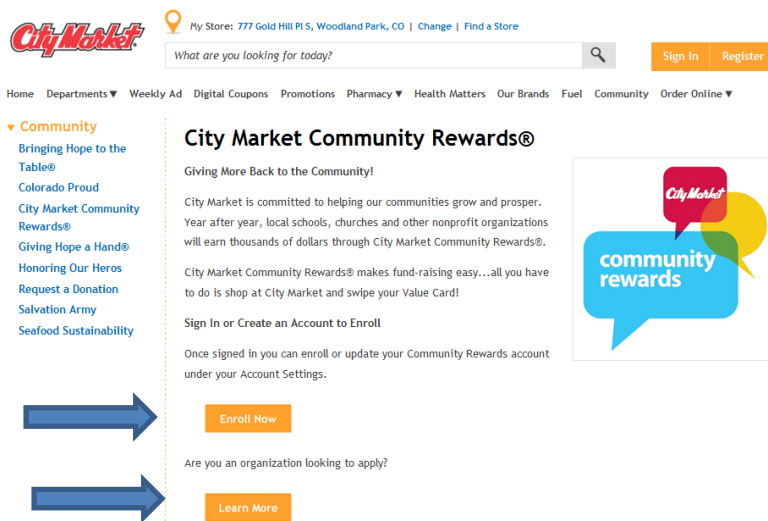 City Market.
My Store: 777 Gold Hill Pl S, Woodland Park, CO | Change | Find a Store
What are you looking for today?
Sign In
Register
Home Departments▼ Weekly Ad Digital Coupons Promotions Pharmacy▼ Health Matters Our Brands Fuel Community Order Online▼
Community
Bringing Hope to the
Table®
Colorado Proud
City Market Community
Rewards®
Giving Hope a Hand®
Honoring Our Heros
Request a Donation
Salvation Army
Seafood Sustainability
City Market Community Rewards®
Giving More Back to the Community!
City Market is committed to helping our communities grow and prosper.
Year after year, local schools, churches and other nonprofit organizations
will earn thousands of dollars through City Market Community Rewards®.
City Market Community Rewards® makes fund-raising easy...all you have
to do is shop at City Market and swipe your Value Card!
Sign In or Create an Account to Enroll
Once signed in you can enroll or update your Community Rewards account
under your Account Settings.
Enroll Now
Are you an organization looking to apply?
Learn More
City Market
community
rewards